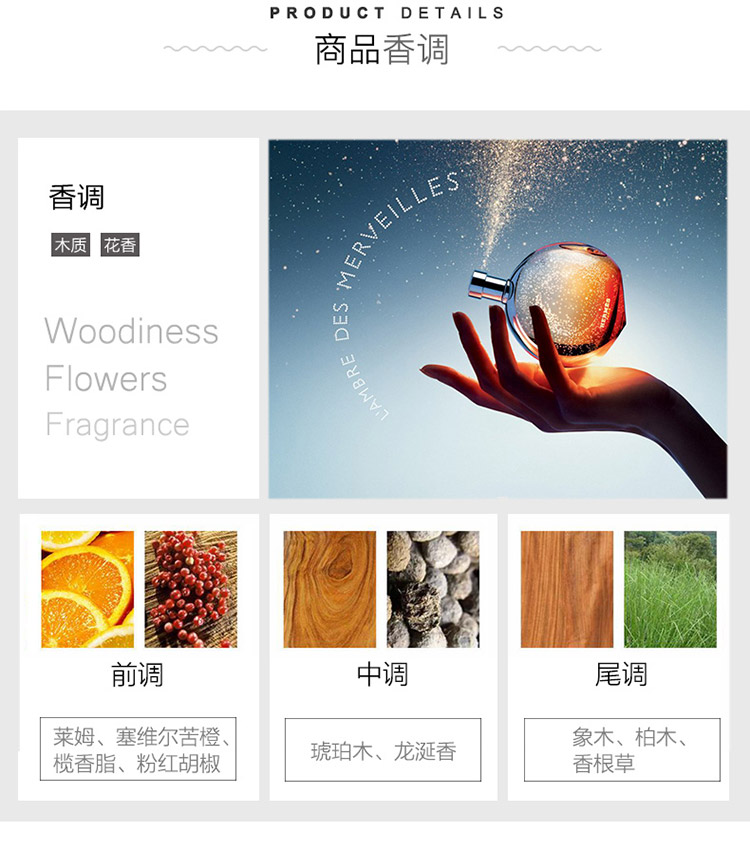 PRODUCT DETAILS
商品香调
香调
木质 花香
Woodiness
Flowers
Fragrance
L'AMBRE DES MERVEILLES
HERMÈS
前调
莱姆、塞维尔苦橙、
榄香脂、粉红胡椒
中调
琥珀木、龙涎香
尾调
象木、柏木、
香根草